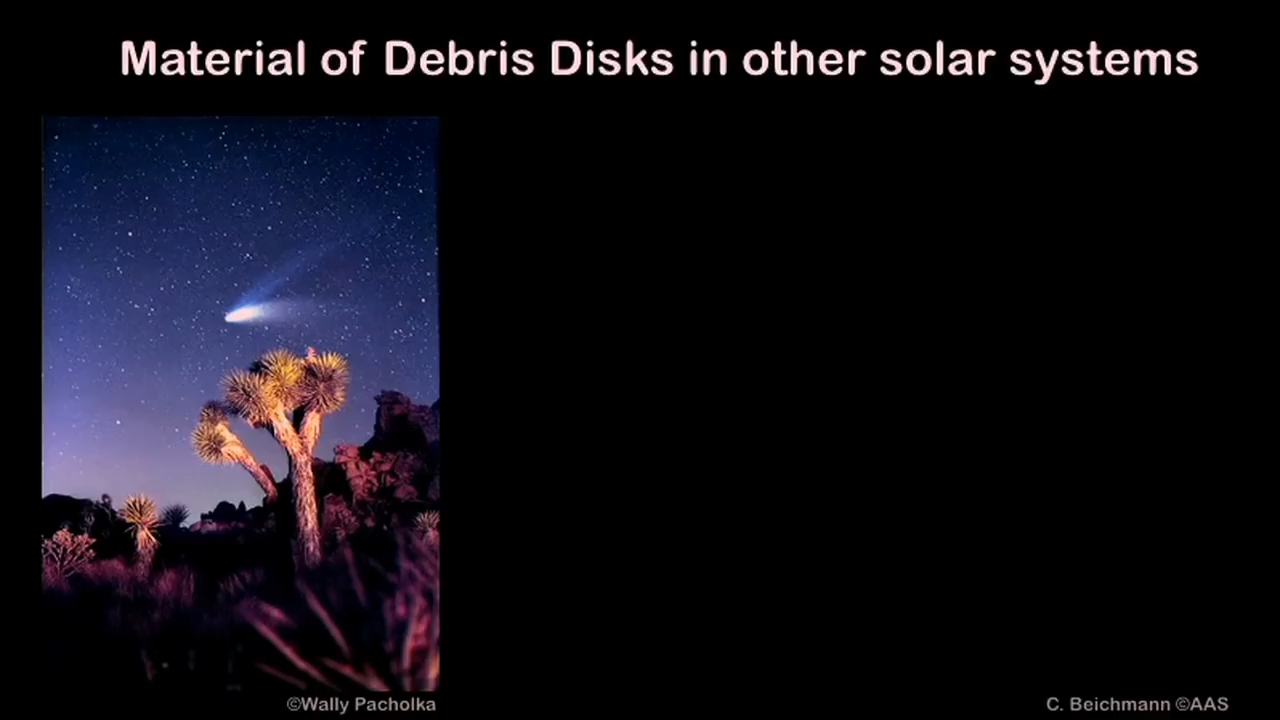 Material of Debris Disks in other solar systems
©Wally Pacholka
C. Beichmann ©AAS